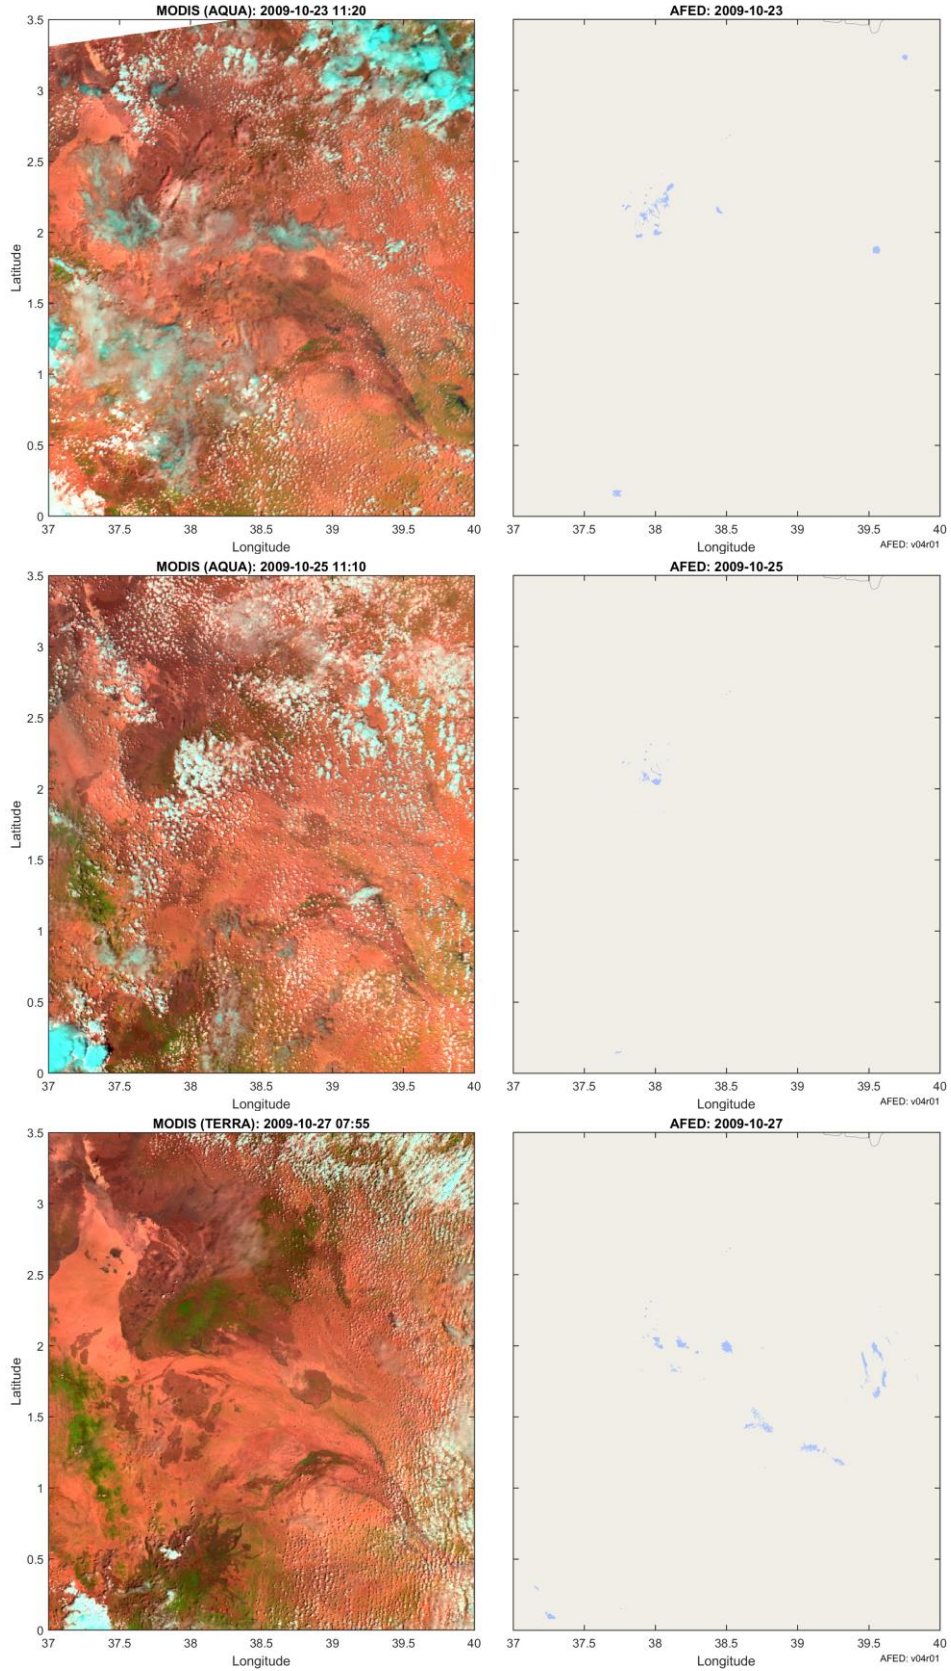 MODIS (AQUA): 2009-10-23 11:20
AFED: 2009-10-23
3.5
3
2.5
2
1.5
1
0.5
0
Latitude
37 37.5 38 38.5 39 39.5 40
Longitude
37 37.5 38 38.5 39 39.5 40
Longitude
AFED: v04r01
MODIS (AQUA): 2009-10-25 11:10
AFED: 2009-10-25
3.5
3
2.5
2
1.5
1
0.5
0
Latitude
37 37.5 38 38.5 39 39.5 40
Longitude
37 37.5 38 38.5 39 39.5 40
Longitude
AFED: v04r01
MODIS (TERRA): 2009-10-27 07:55
AFED: 2009-10-27
3.5
3
2.5
2
1.5
1
0.5
0
Latitude
37 37.5 38 38.5 39 39.5 40
Longitude
37 37.5 38 38.5 39 39.5 40
Longitude
AFED: v04r01